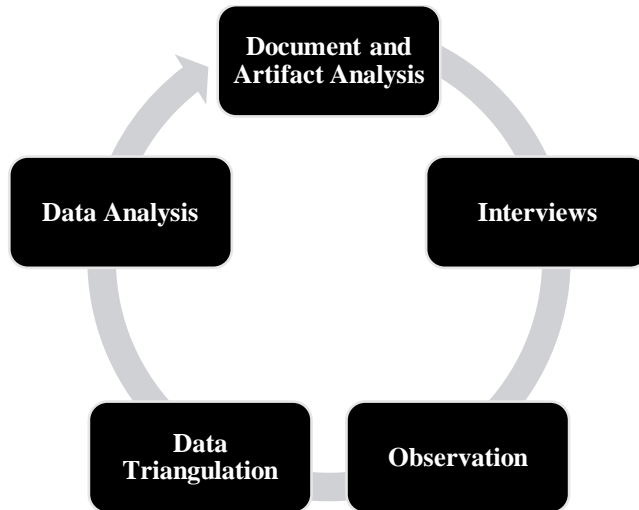 Document and
Artifact Analysis
Interviews
Observation
Data
Triangulation
Data Analysis